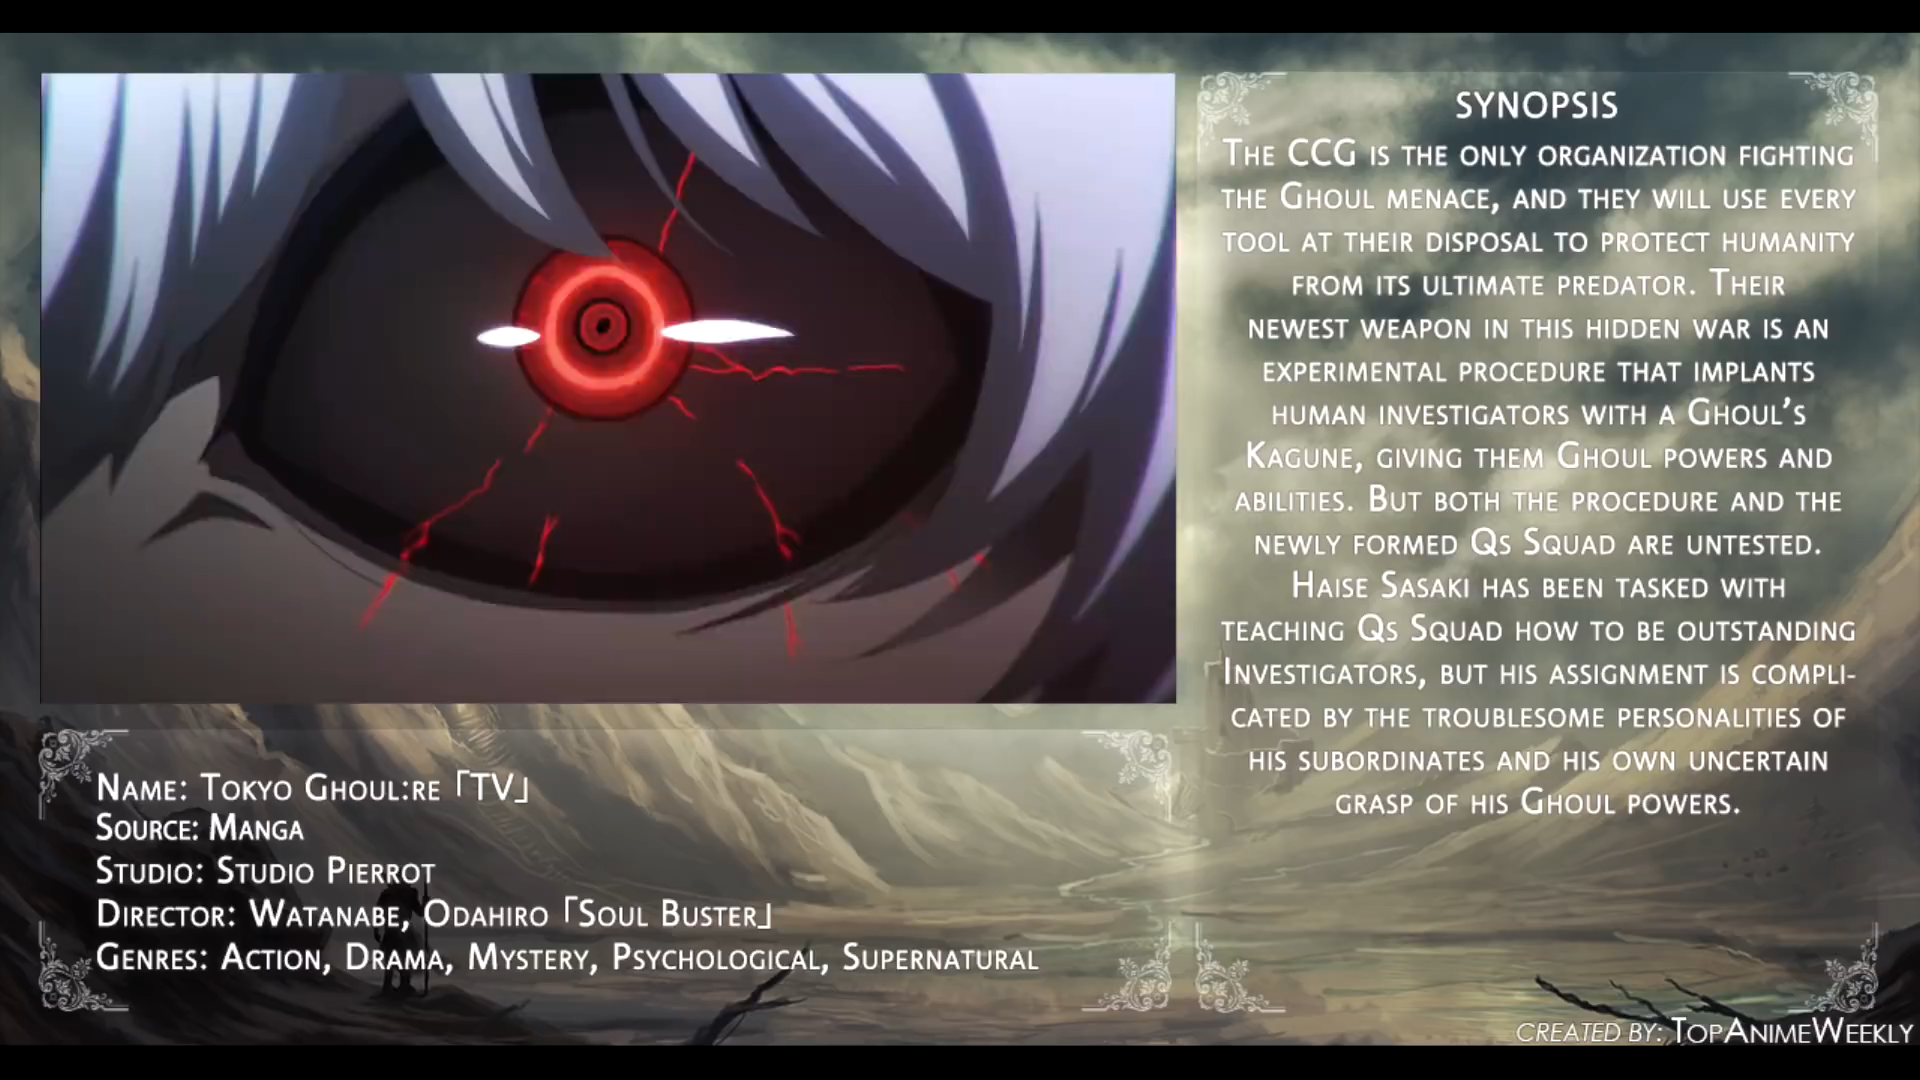 SYNOPSIS
The CCG is the only organization fighting
the Ghoul menace, and they will use every
tool at their disposal to protect humanity
from its ultimate predator. Their
newest weapon in this hidden war is an
experimental procedure that implants
human investigators with a Ghoul's
Kagune, giving them Ghoul powers and
abilities. But both the procedure and the
newly formed Qs Squad are untested.
Haise Sasaki has been tasked with
teaching Qs Squad how to be outstanding
Investigators, but his assignment is compli-
cated by the troublesome personalities of
his subordinates and his own uncertain
grasp of his Ghoul powers.
Name: Tokyo Ghoul:re「TV」
Source: Manga
Studio: Studio Pierrot
Director: Watanabe, Odahiro「Soul Buster」
Genres: Action, Drama, Mystery, Psychological, Supernatural
CREATED BY: TopAnimeWeekly